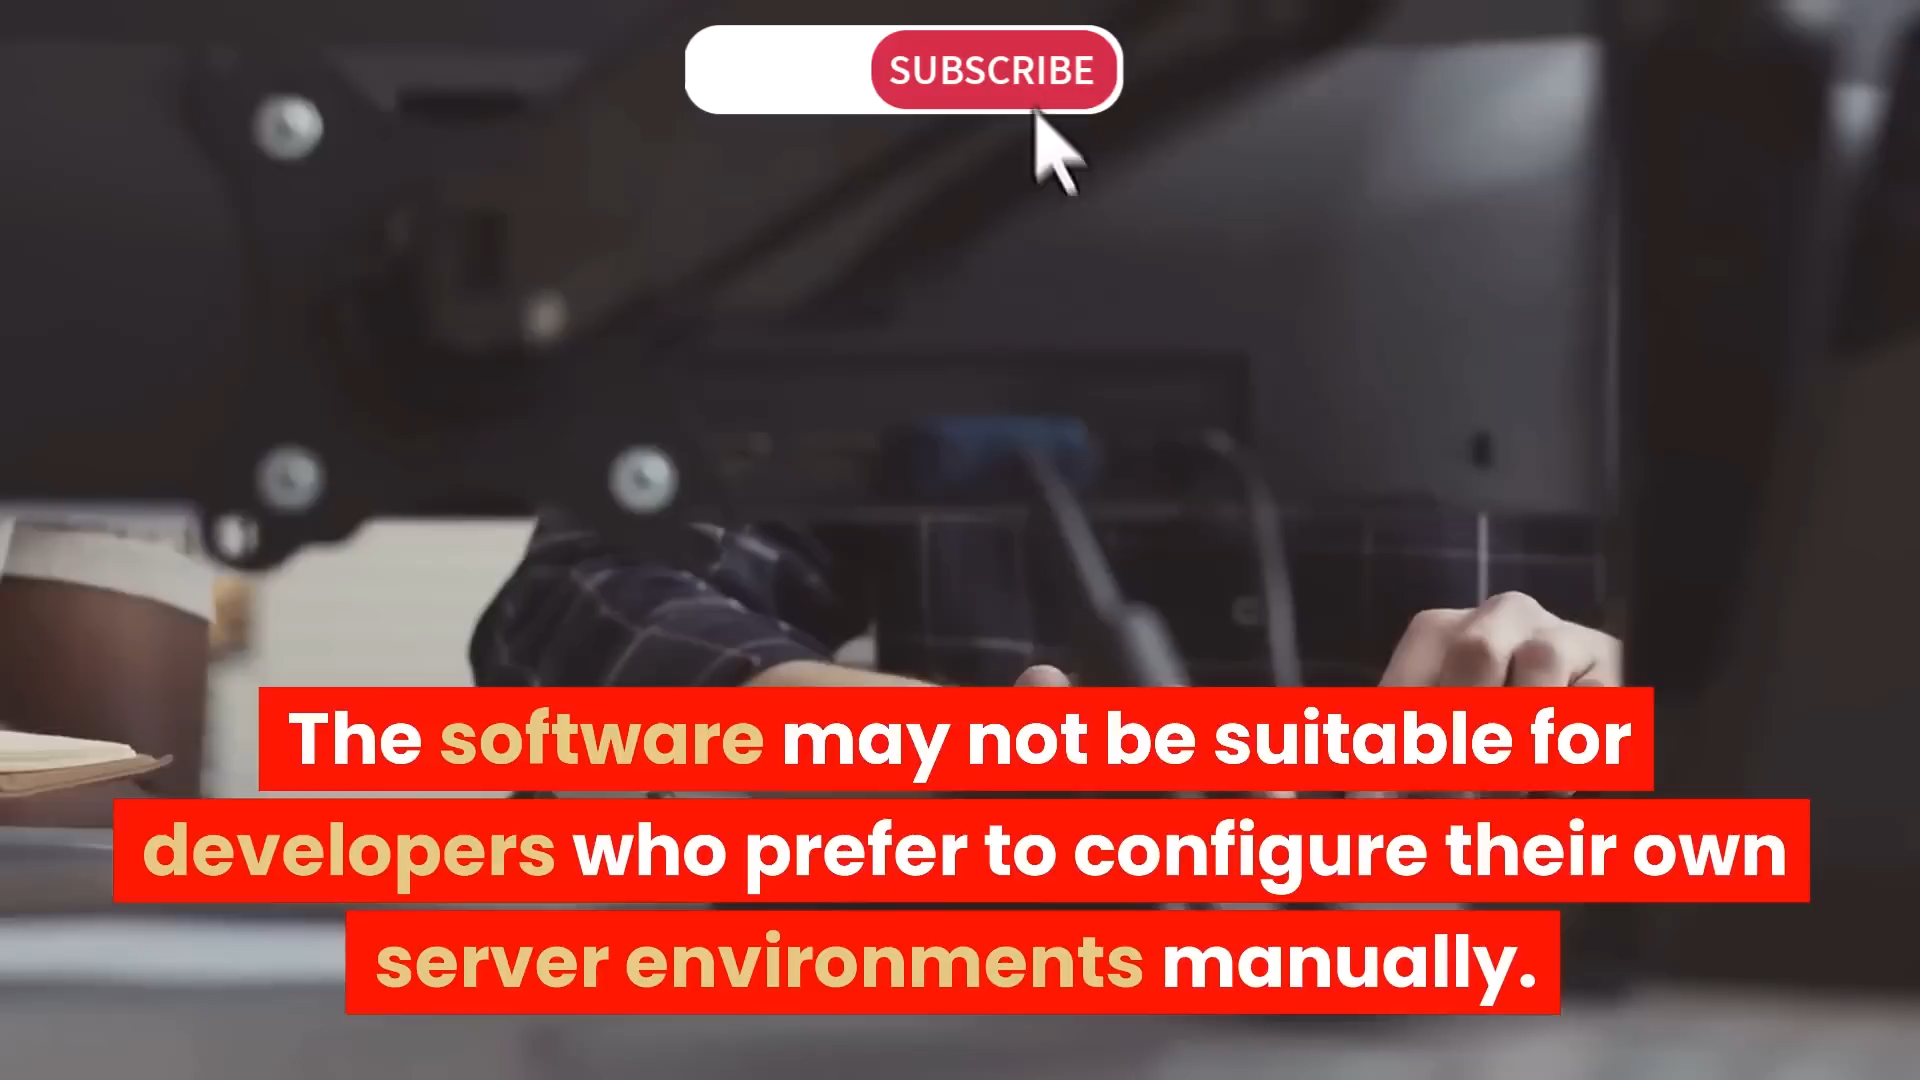 SUBSCRIBE
The software may not be suitable for
developers who prefer to configure their own
server environments manually.